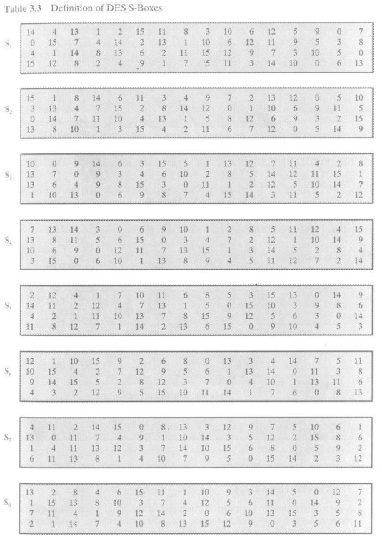 Table 3.3 Definition of DES S-Boxes
S₁
14 4 13 1 2 15 11 8 3 10 6 12 5 9 0 7
0 15 7 4 14 2 13 1 10 6 12 11 9 5 3 8
4 1 14 8 13 6 2 11 15 12 9 7 3 10 5 0
15 12 8 2 4 9 1 7 5 11 3 14 10 0 6 13
S₂
15 1 8 14 6 11 3 4 9 7 2 13 12 0 5 10
3 13 4 7 15 2 8 14 12 0 1 10 6 9 11 5
0 14 7 11 10 4 13 1 5 8 12 6 9 3 2 15
13 8 10 1 3 15 4 2 11 6 7 12 0 5 14 9
S₃
10 0 9 14 6 3 15 5 1 13 12 7 11 4 2 8
13 7 0 9 3 4 6 10 2 8 5 14 12 11 15 1
13 6 4 9 8 15 3 0 11 1 2 12 5 10 14 7
1 10 13 0 6 9 8 7 4 15 14 3 11 5 2 12
S₄
7 13 14 3 0 6 9 10 1 2 8 5 11 12 4 15
13 8 11 5 6 15 0 3 4 7 2 12 1 10 14 9
10 6 9 0 12 11 7 13 15 1 3 14 5 2 8 4
3 15 0 6 10 1 13 8 9 4 5 11 12 7 2 14
S₅
2 12 4 1 7 10 11 6 8 5 3 15 13 0 14 9
14 11 2 12 4 7 13 1 5 0 15 10 3 9 8 6
4 2 1 11 10 13 7 8 15 9 12 5 6 3 0 14
11 8 12 7 1 14 2 13 6 15 0 9 10 4 5 3
S₆
12 1 10 15 9 2 6 8 0 13 3 4 14 7 5 11
10 15 4 2 7 12 9 5 6 1 13 14 0 11 3 8
9 14 15 5 2 8 12 3 7 0 4 10 1 13 11 6
4 3 2 12 9 5 15 10 11 14 1 7 6 0 8 13
S₇
4 11 2 14 15 0 8 13 3 12 9 7 5 10 6 1
13 0 11 7 4 9 1 10 14 3 5 12 2 15 8 6
1 4 11 13 12 3 7 14 10 15 6 8 0 5 9 2
6 11 13 8 1 4 10 7 9 5 0 15 14 2 3 12
S₈
13 2 8 4 6 15 11 1 10 9 3 14 5 0 12 7
1 15 13 8 10 3 7 4 12 5 6 11 0 14 9 2
7 11 4 1 9 12 14 2 0 6 10 13 15 3 5 8
2 1 14 7 4 10 8 13 15 12 9 0 3 5 6 11